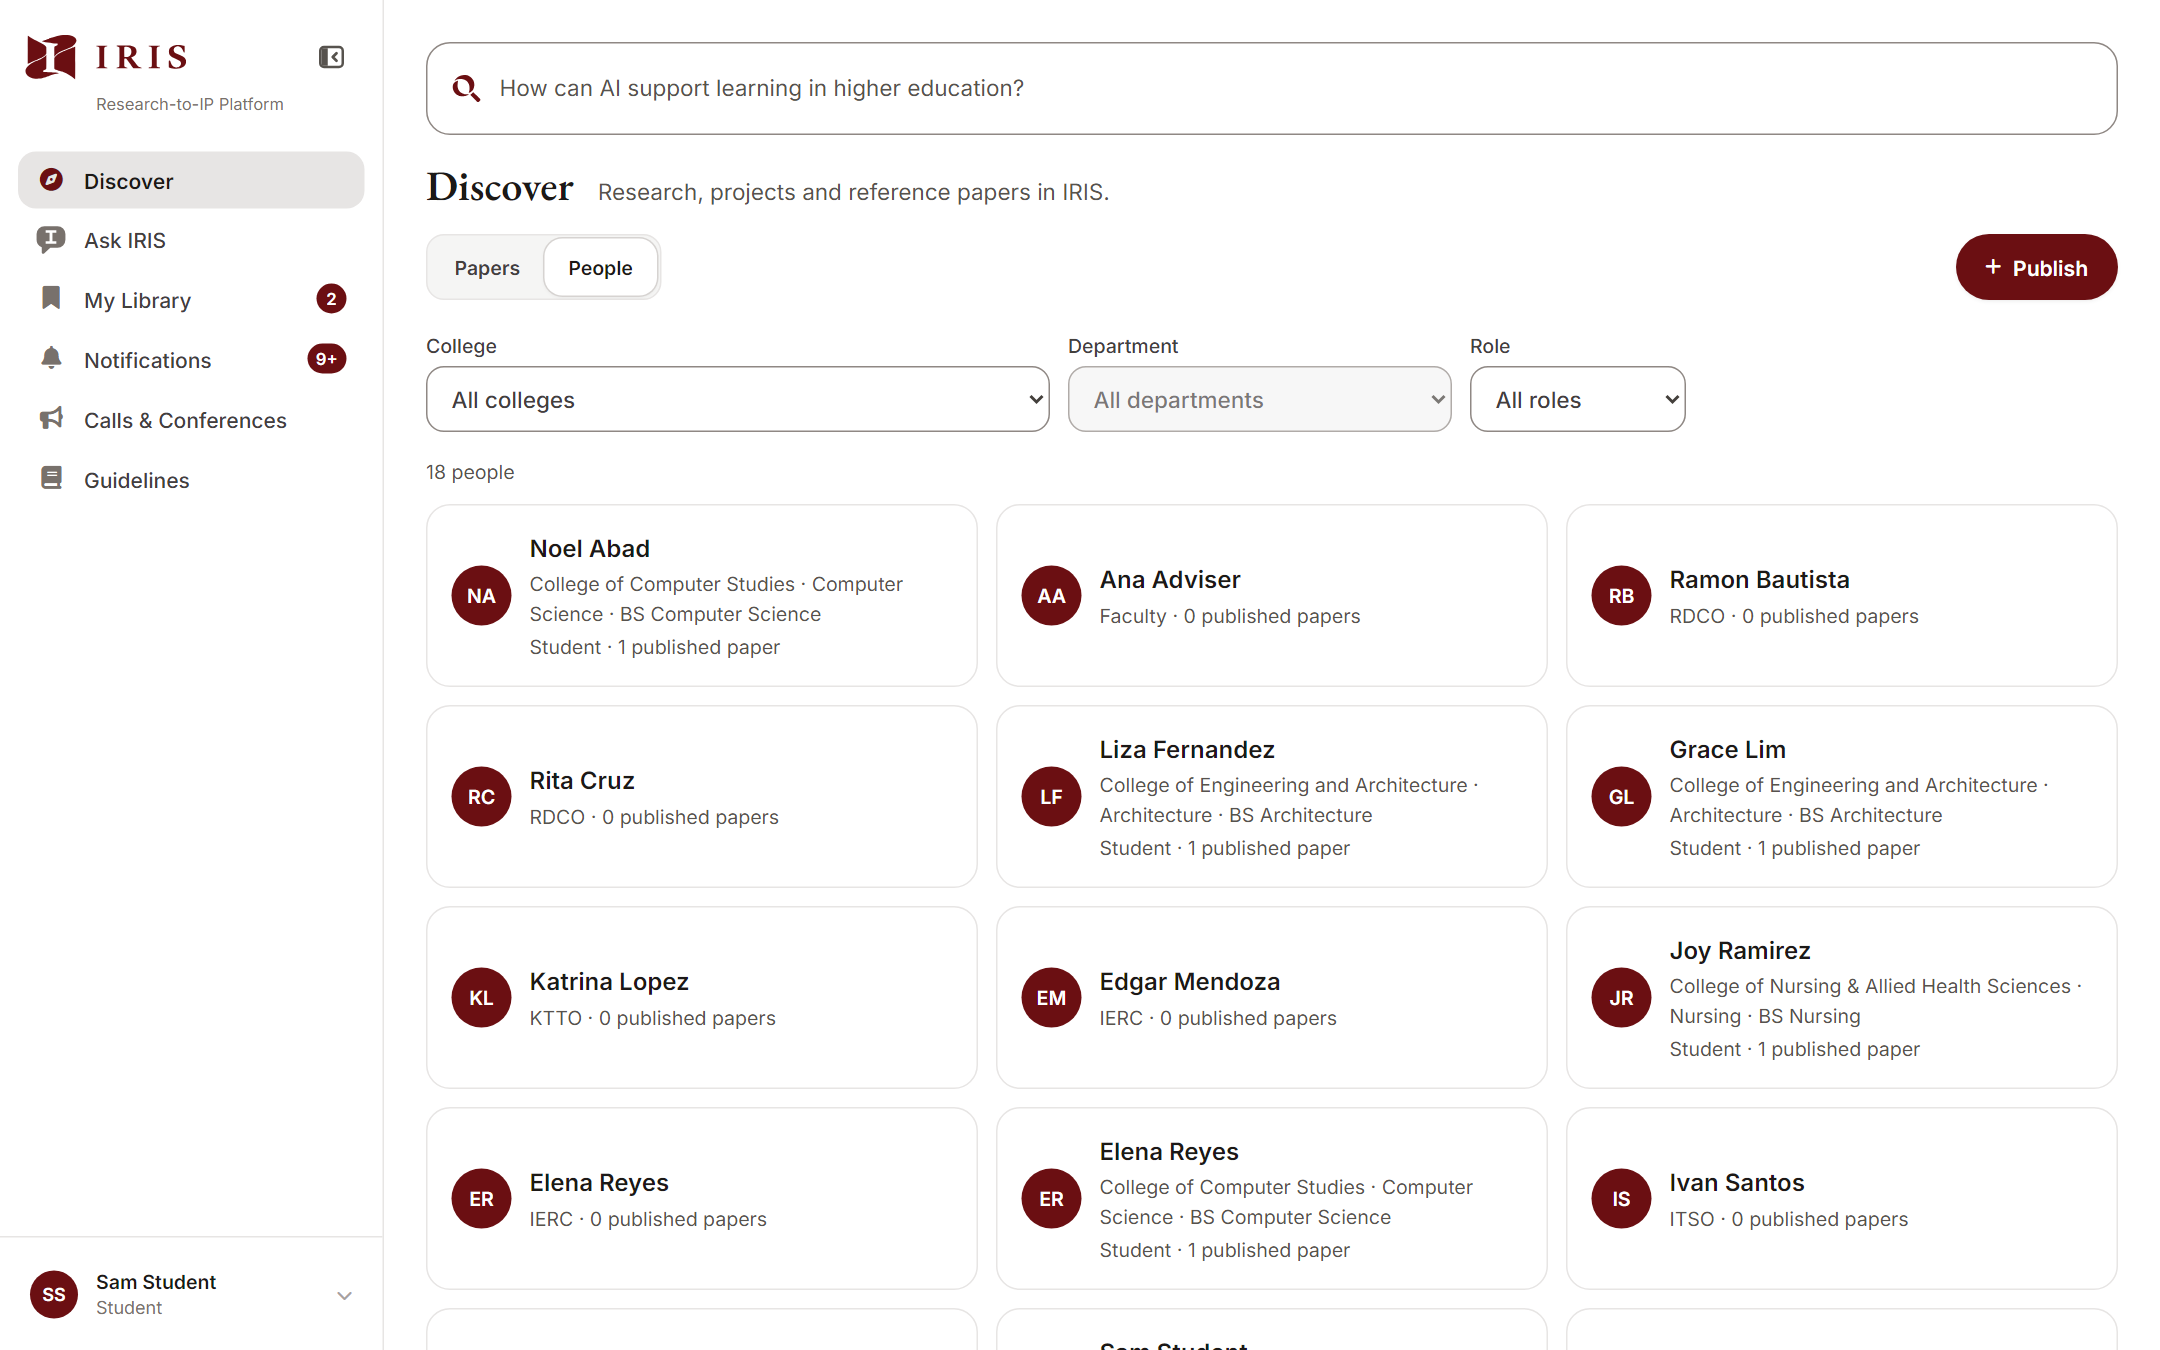 IRIS
Research-to-IP Platform
Discover
Ask IRIS
My Library
2
Notifications
9+
Calls & Conferences
Guidelines
SS
Sam Student
Student
How can AI support learning in higher education?
Discover
Research, projects and reference papers in IRIS.
Papers
People
+ Publish
College
Department
Role
All colleges
All departments
All roles
18 people
NA
Noel Abad
College of Computer Studies · Computer
Science · BS Computer Science
Student · 1 published paper
AA
Ana Adviser
Faculty · 0 published papers
RB
Ramon Bautista
RDCO · 0 published papers
RC
Rita Cruz
RDCO · 0 published papers
LF
Liza Fernandez
College of Engineering and Architecture ·
Architecture · BS Architecture
Student · 1 published paper
GL
Grace Lim
College of Engineering and Architecture ·
Architecture · BS Architecture
Student · 1 published paper
KL
Katrina Lopez
KTTO · 0 published papers
EM
Edgar Mendoza
IERC · 0 published papers
JR
Joy Ramirez
College of Nursing & Allied Health Sciences ·
Nursing · BS Nursing
Student · 1 published paper
ER
Elena Reyes
IERC · 0 published papers
ER
Elena Reyes
College of Computer Studies · Computer
Science · BS Computer Science
Student · 1 published paper
IS
Ivan Santos
ITSO · 0 published papers
Sam Student